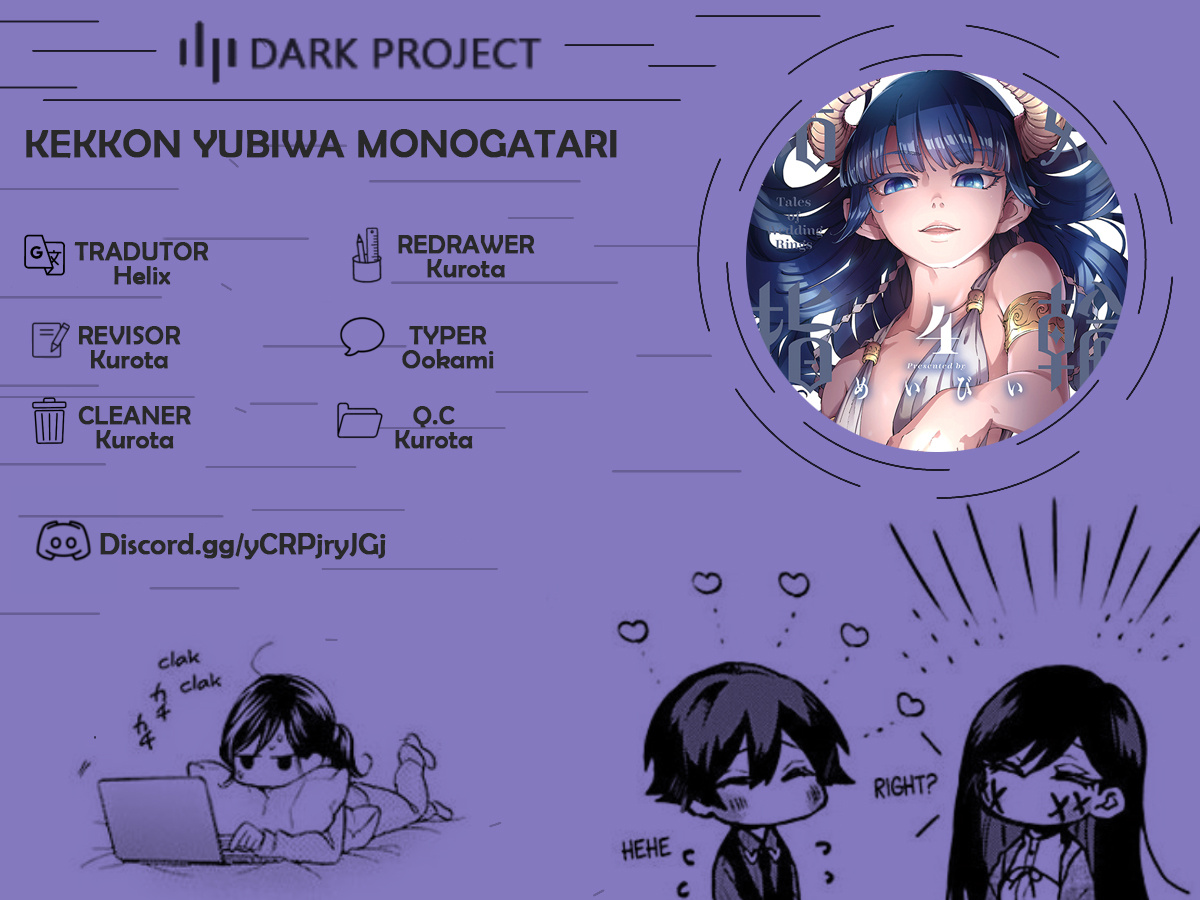 DARK PROJECT
KEKKON YUBIWA MONOGATARI
TRADUTOR
Helix
REDRAWER
Kurota
REVISOR
Kurota
TYPER
Ookami
CLEANER
Kurota
Q.C
Kurota
Discord.gg/yCRPjryJGj
Tales
of
Wedding
Rings
指
輪
4
Presented by
めいびい
clak
clak
カチ
カチ
HEHE
RIGHT?